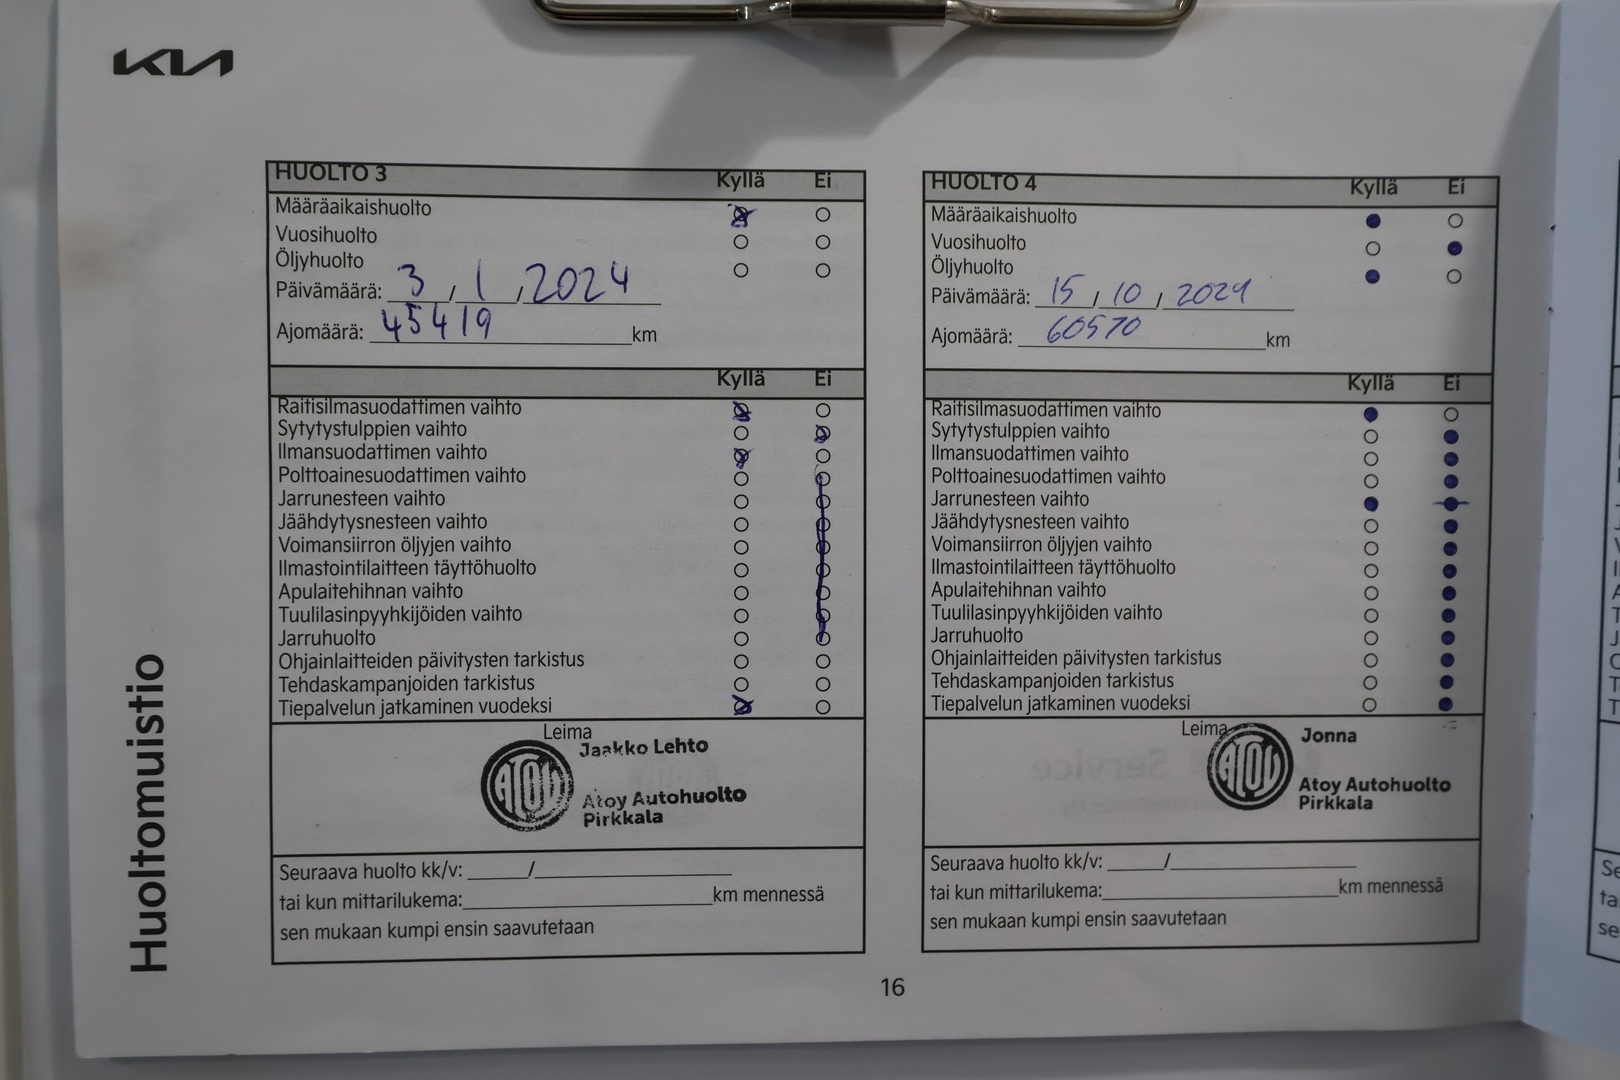 KIA
Huoltomuistio
HUOLTO 3 Kyllä Ei
Määräaikaishuolto
Vuosihuolto
Öljyhuolto
Päivämäärä: 3 / 1 / 2024
Ajomäärä: 45419 km
Kyllä Ei
Raitisilmasuodattimen vaihto
Sytytystulppien vaihto
Ilmansuodattimen vaihto
Polttoainesuodattimen vaihto
Jarrunesteen vaihto
Jäähdytysnesteen vaihto
Voimansiirron öljyjen vaihto
Ilmastointilaitteen täyttöhuolto
Apulaitehihnan vaihto
Tuulilasinpyyhkijöiden vaihto
Jarruhuolto
Ohjainlaitteiden päivitysten tarkistus
Tehdaskampanjoiden tarkistus
Tiepalvelun jatkaminen vuodeksi
Leima
ATOY
Jaakko Lehto
Atoy Autohuolto
Pirkkala
Seuraava huolto kk/v: /
tai kun mittarilukema: km mennessä
sen mukaan kumpi ensin saavutetaan
HUOLTO 4 Kyllä Ei
Määräaikaishuolto
Vuosihuolto
Öljyhuolto
Päivämäärä: 15 / 10 / 2024
Ajomäärä: 60570 km
Kyllä Ei
Raitisilmasuodattimen vaihto
Sytytystulppien vaihto
Ilmansuodattimen vaihto
Polttoainesuodattimen vaihto
Jarrunesteen vaihto
Jäähdytysnesteen vaihto
Voimansiirron öljyjen vaihto
Ilmastointilaitteen täyttöhuolto
Apulaitehihnan vaihto
Tuulilasinpyyhkijöiden vaihto
Jarruhuolto
Ohjainlaitteiden päivitysten tarkistus
Tehdaskampanjoiden tarkistus
Tiepalvelun jatkaminen vuodeksi
Leima
ATOY
Jonna
Atoy Autohuolto
Pirkkala
Seuraava huolto kk/v: /
tai kun mittarilukema: km mennessä
sen mukaan kumpi ensin saavutetaan
16